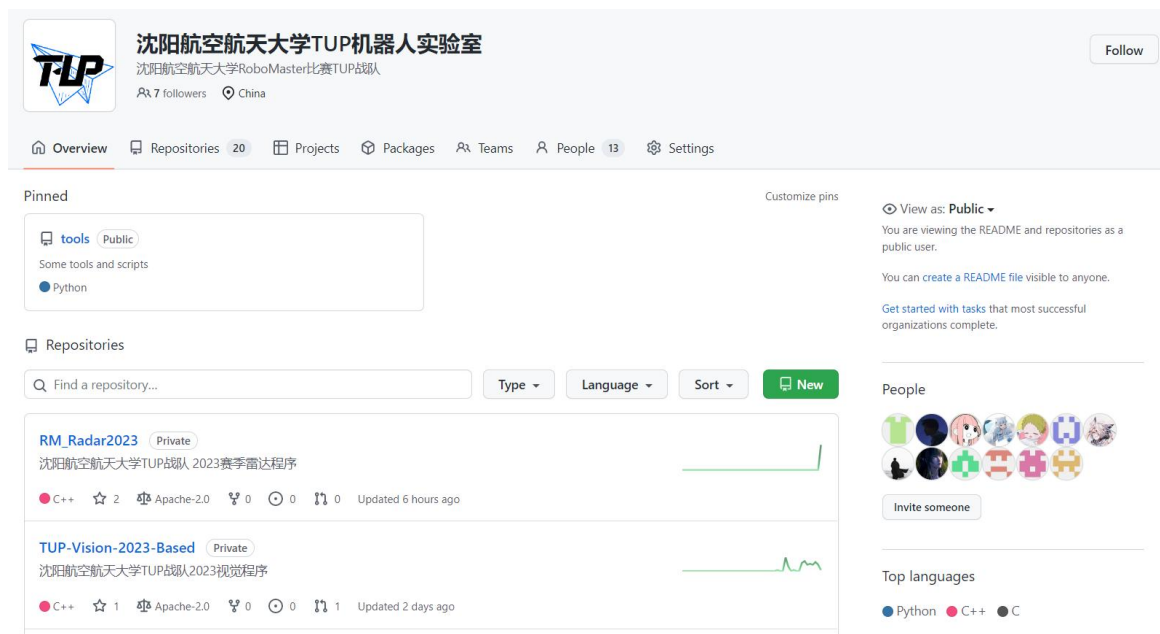 TUP
沈阳航空航天大学TUP机器人实验室
沈阳航空航天大学RoboMaster比赛TUP战队
7 followers China
Follow
Overview Repositories 20 Projects Packages Teams People 13 Settings
Pinned
Customize pins
tools Public
Some tools and scripts
Python
Repositories
Find a repository...
Type Language Sort New
RM_Radar2023 Private
沈阳航空航天大学TUP战队 2023赛季雷达程序
C++ 2 Apache-2.0 0 0 0 Updated 6 hours ago
TUP-Vision-2023-Based Private
沈阳航空航天大学TUP战队2023视觉程序
C++ 1 Apache-2.0 0 0 1 Updated 2 days ago
View as: Public
You are viewing the README and repositories as a
public user.
You can create a README file visible to anyone.
Get started with tasks that most successful
organizations complete.
People
Invite someone
Top languages
Python C++ C